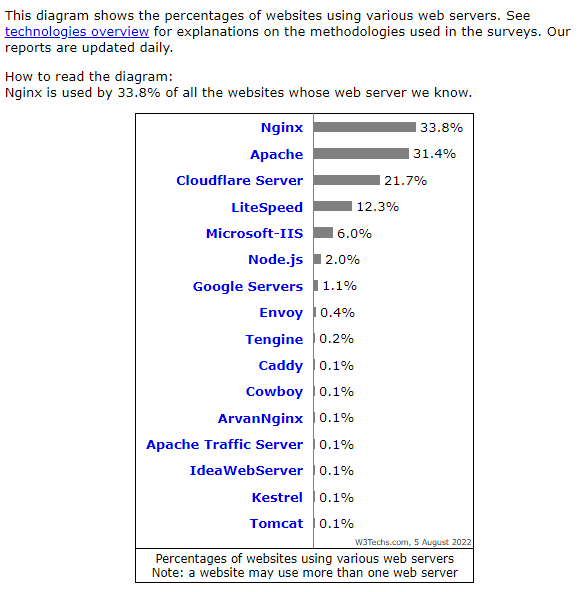 This diagram shows the percentages of websites using various web servers. See
technologies overview for explanations on the methodologies used in the surveys. Our
reports are updated daily.
How to read the diagram:
Nginx is used by 33.8% of all the websites whose web server we know.
Nginx 33.8%
Apache 31.4%
Cloudflare Server 21.7%
LiteSpeed 12.3%
Microsoft-IIS 6.0%
Node.js 2.0%
Google Servers 1.1%
Envoy 0.4%
Tengine 0.2%
Caddy 0.1%
Cowboy 0.1%
ArvanNginx 0.1%
Apache Traffic Server 0.1%
IdeaWebServer 0.1%
Kestrel 0.1%
Tomcat 0.1%
W3Techs.com, 5 August 2022
Percentages of websites using various web servers
Note: a website may use more than one web server